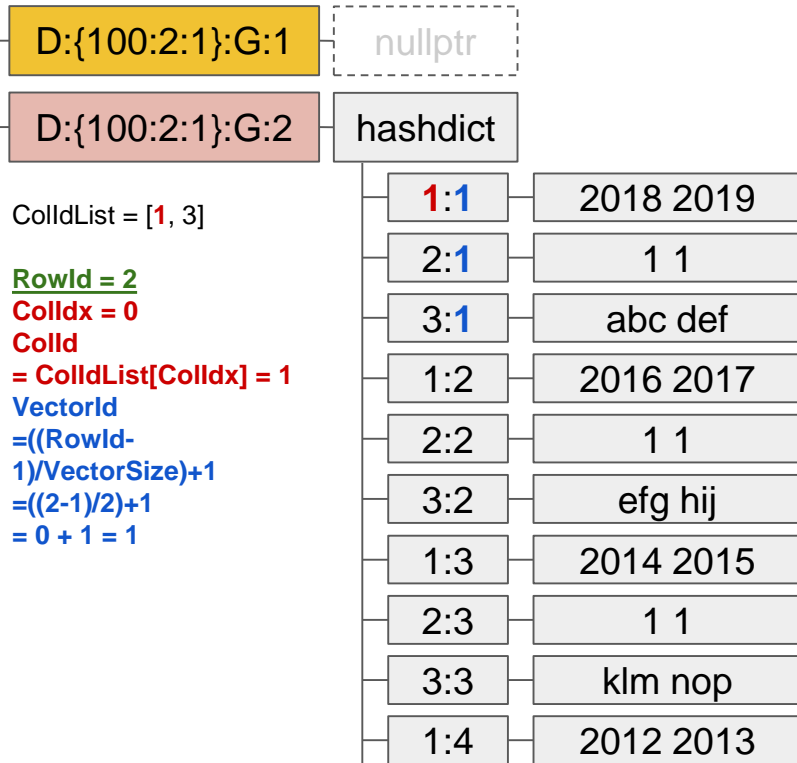 D:{100:2:1}:G:1 nullptr
D:{100:2:1}:G:2 hashdict
ColIdList = [1, 3]
RowId = 2
ColIdx = 0
ColId
= ColIdList[ColIdx] = 1
VectorId
=((RowId-
1)/VectorSize)+1
=((2-1)/2)+1
= 0 + 1 = 1
1:1 2018 2019
2:1 1 1
3:1 abc def
1:2 2016 2017
2:2 1 1
3:2 efg hij
1:3 2014 2015
2:3 1 1
3:3 klm nop
1:4 2012 2013